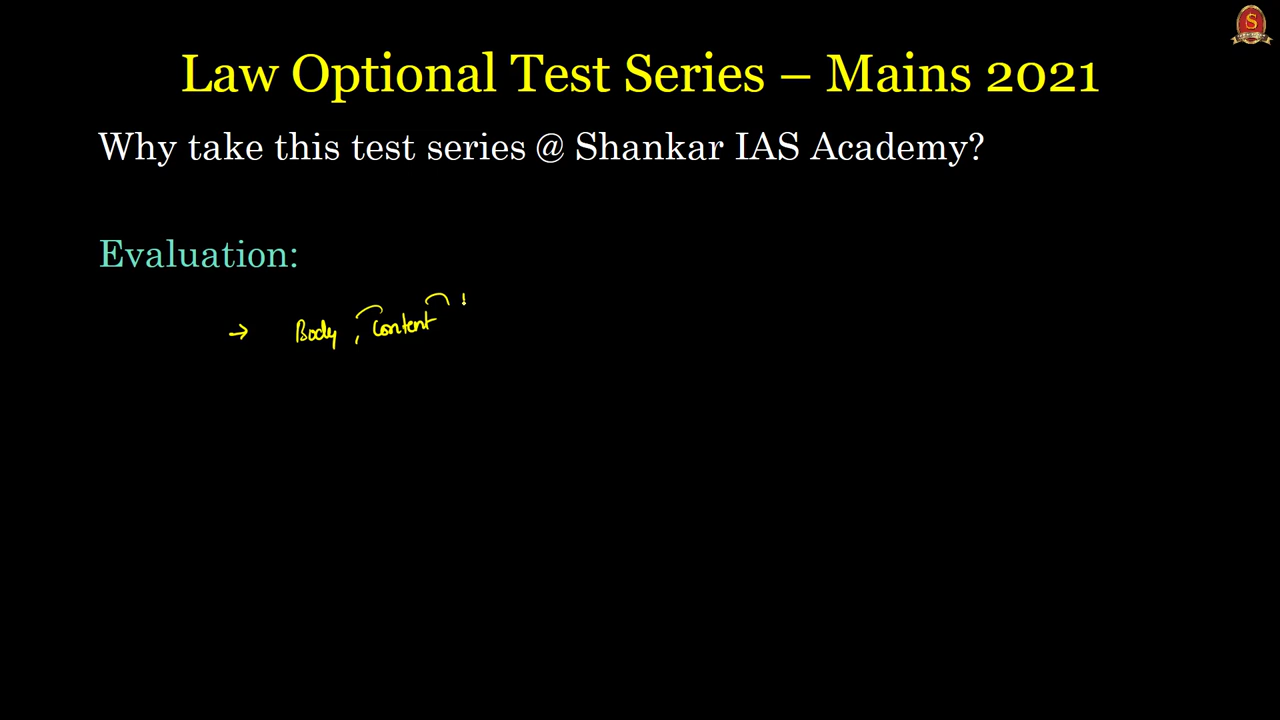 Law Optional Test Series – Mains 2021
Why take this test series @ Shankar IAS Academy?
Evaluation:
→ Body, Content